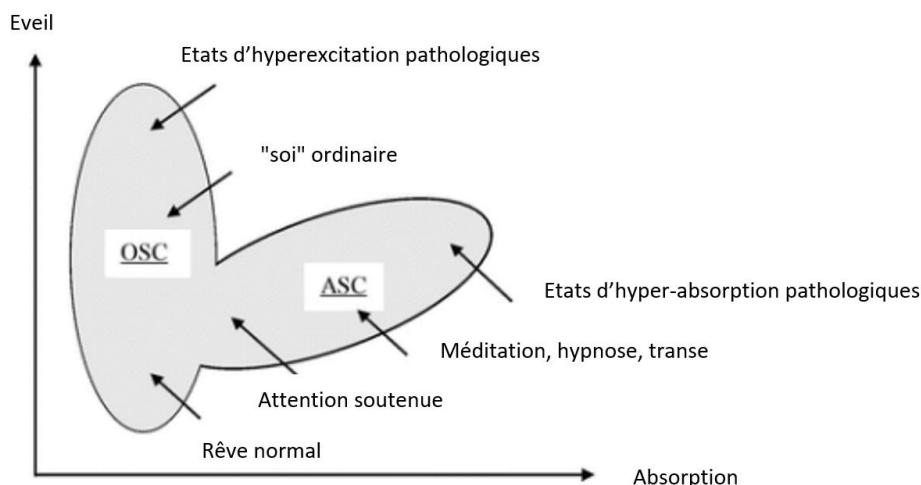 Eveil
Etats d’hyperexcitation pathologiques
"soi" ordinaire
OSC
ASC
Etats d’hyper-absorption pathologiques
Méditation, hypnose, transe
Attention soutenue
Rêve normal
Absorption